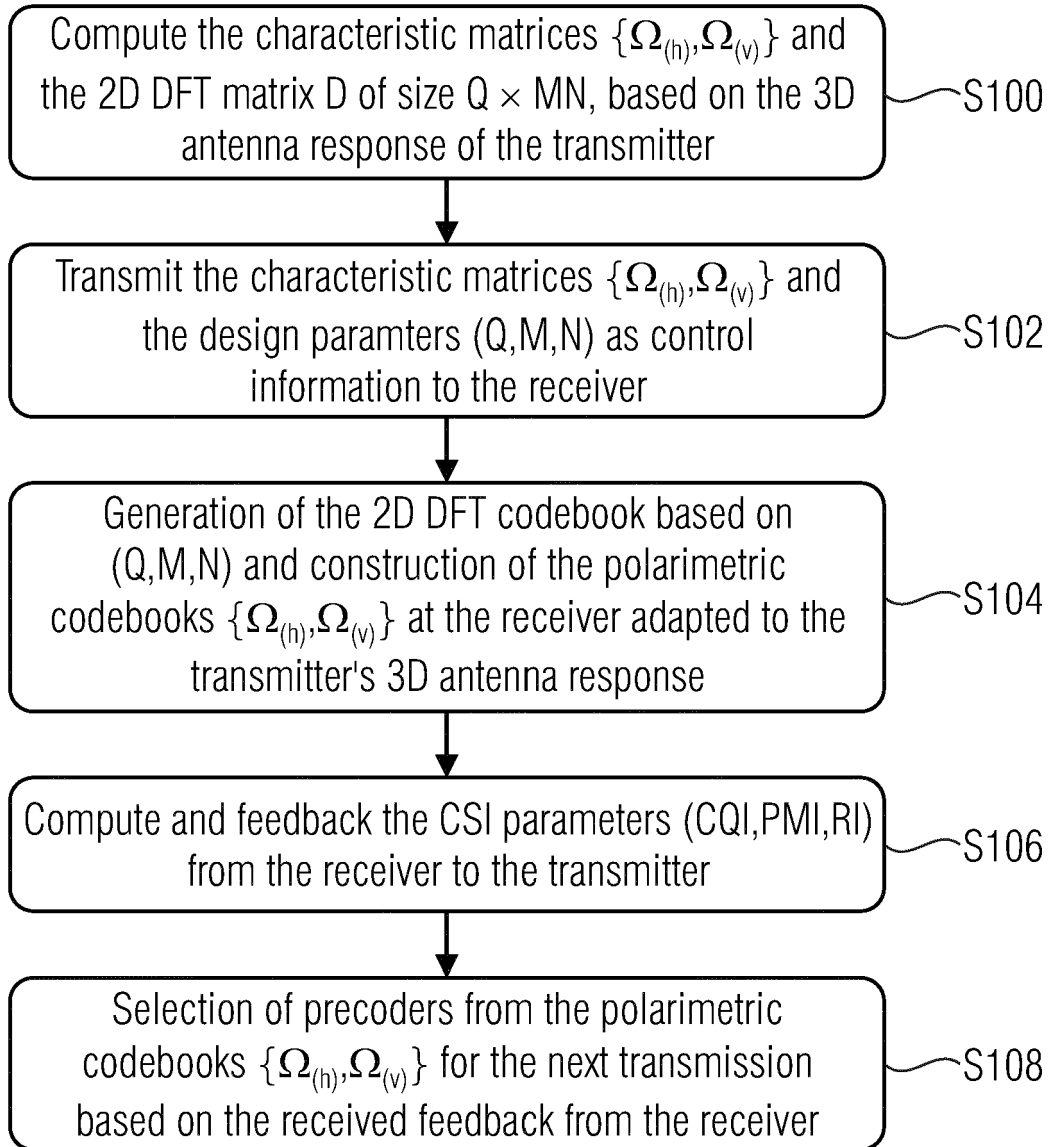 Compute the characteristic matrices {Ω(h),Ω(v)} and
the 2D DFT matrix D of size Q × MN, based on the 3D
antenna response of the transmitter
S100
Transmit the characteristic matrices {Ω(h),Ω(v)} and
the design paramters (Q,M,N) as control
information to the receiver
S102
Generation of the 2D DFT codebook based on
(Q,M,N) and construction of the polarimetric
codebooks {Ω(h),Ω(v)} at the receiver adapted to the
transmitter's 3D antenna response
S104
Compute and feedback the CSI parameters (CQI,PMI,RI)
from the receiver to the transmitter
S106
Selection of precoders from the polarimetric
codebooks {Ω(h),Ω(v)} for the next transmission
based on the received feedback from the receiver
S108